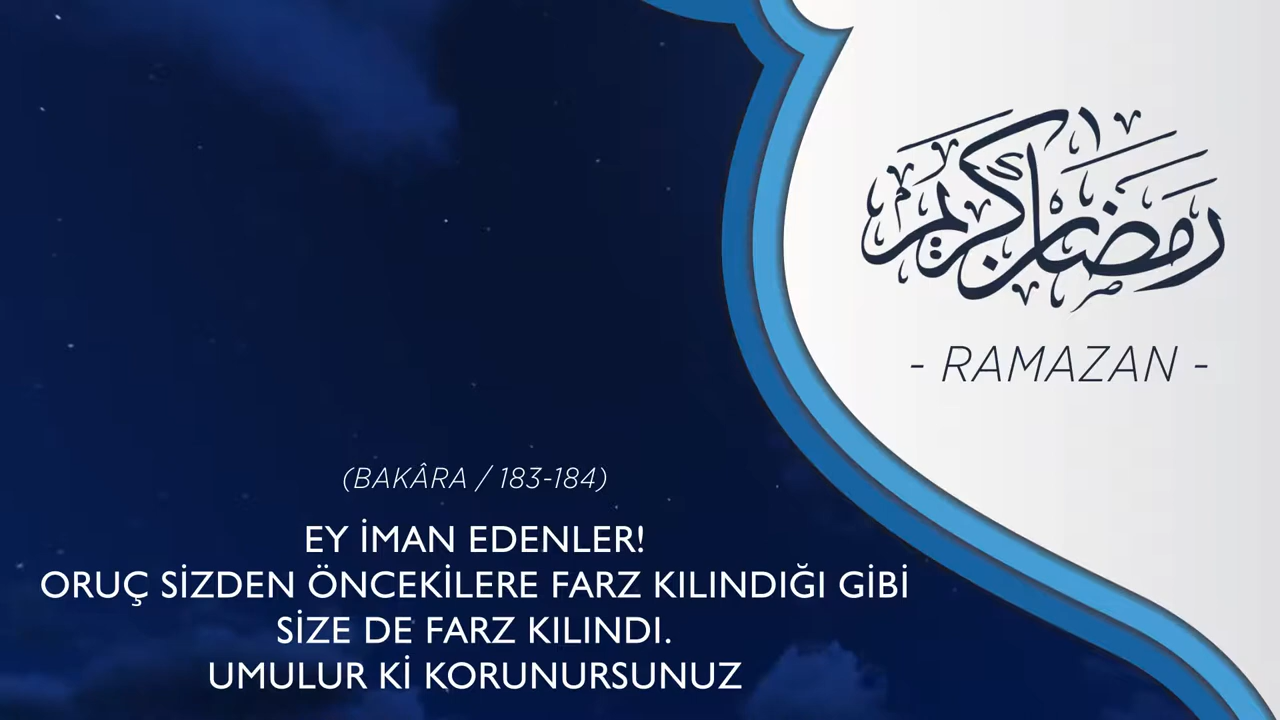 رمضان كريم
- RAMAZAN -
(BAKÂRA / 183-184)
EY İMAN EDENLER!
ORUÇ SİZDEN ÖNCEKİLERE FARZ KILINDIĞI GİBİ
SİZE DE FARZ KILINDI.
UMULUR Kİ KORUNURSUNUZ